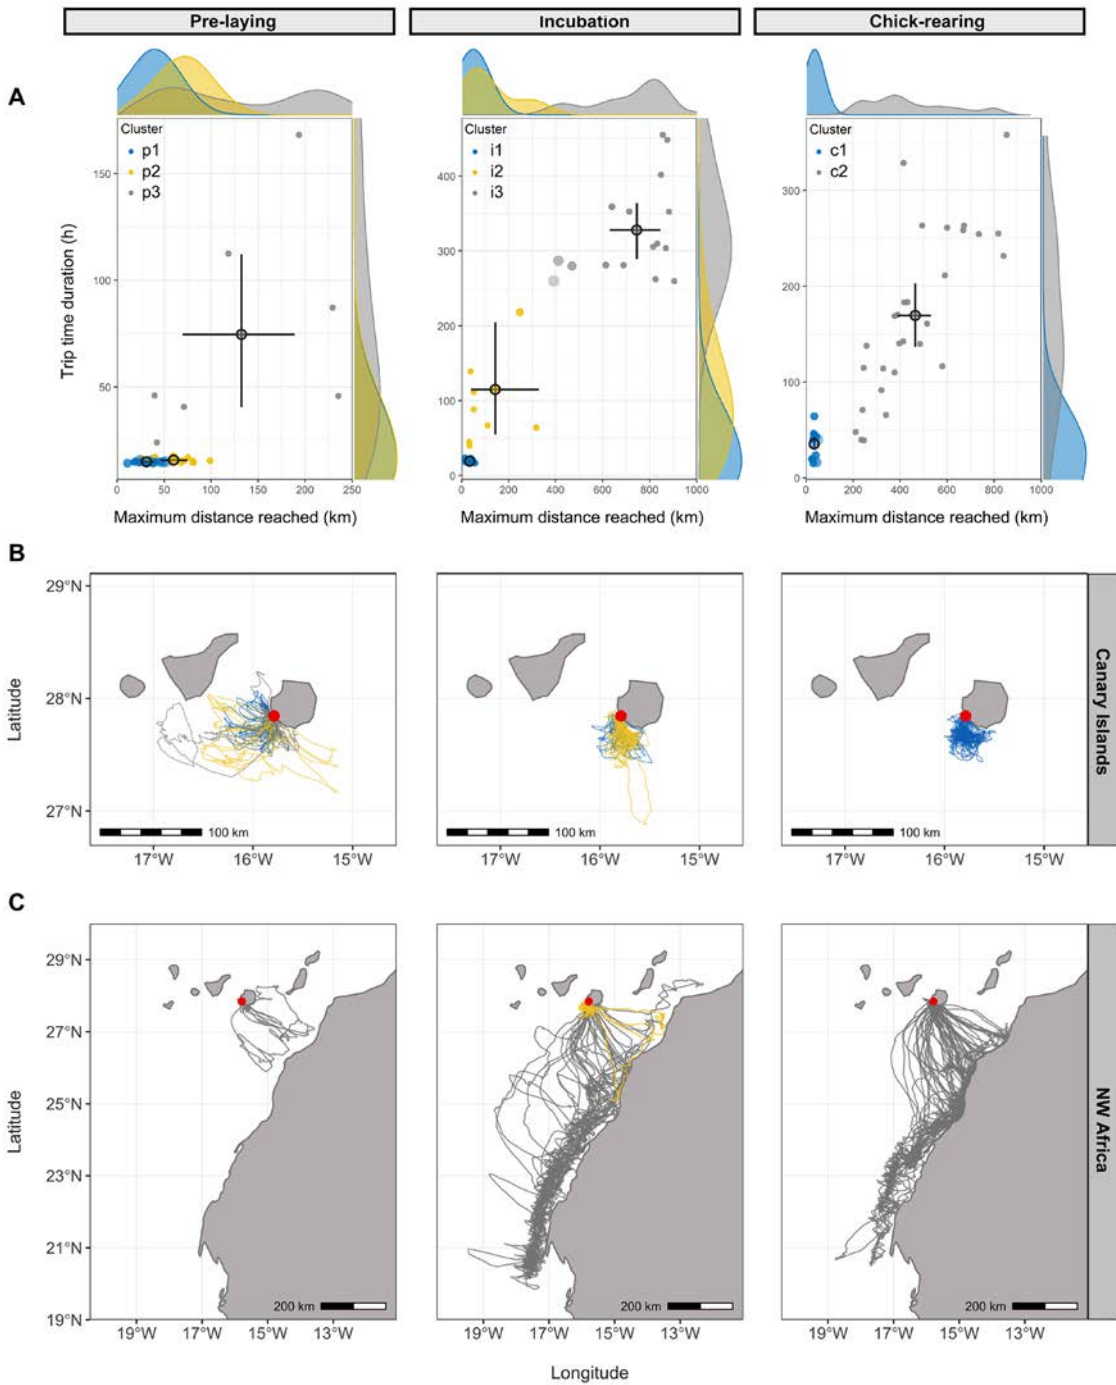 Pre-laying Incubation Chick-rearing
A
Cluster
p1
p2
p3
Cluster
i1
i2
i3
Cluster
c1
c2
Trip time duration (h)
150
100
50
400
300
200
100
0
300
200
100
0
0 50 100 150 200 250
0 200 400 600 800 1000
0 200 400 600 800 1000
Maximum distance reached (km) Maximum distance reached (km) Maximum distance reached (km)
B
29°N
28°N
27°N
Latitude
100 km 100 km 100 km
17°W 16°W 15°W 17°W 16°W 15°W 17°W 16°W 15°W
Canary Islands
C
29°N
27°N
25°N
23°N
21°N
19°N
Latitude
200 km 200 km 200 km
19°W 17°W 15°W 13°W 19°W 17°W 15°W 13°W 19°W 17°W 15°W 13°W
NW Africa
Longitude